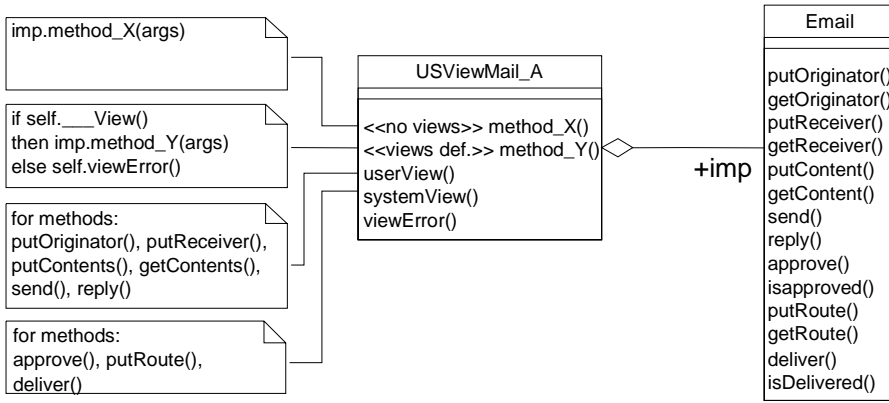 imp.method_X(args)
if self.___View()
then imp.method_Y(args)
else self.viewError()
for methods:
putOriginator(), putReceiver(),
putContents(), getContents(),
send(), reply()
for methods:
approve(), putRoute(),
deliver()
USViewMail_A
<<no views>> method_X()
<<views def.>> method_Y()
userView()
systemView()
viewError()
+imp
Email
putOriginator()
getOriginator()
putReceiver()
getReceiver()
putContent()
getContent()
send()
reply()
approve()
isapproved()
putRoute()
getRoute()
deliver()
isDelivered()